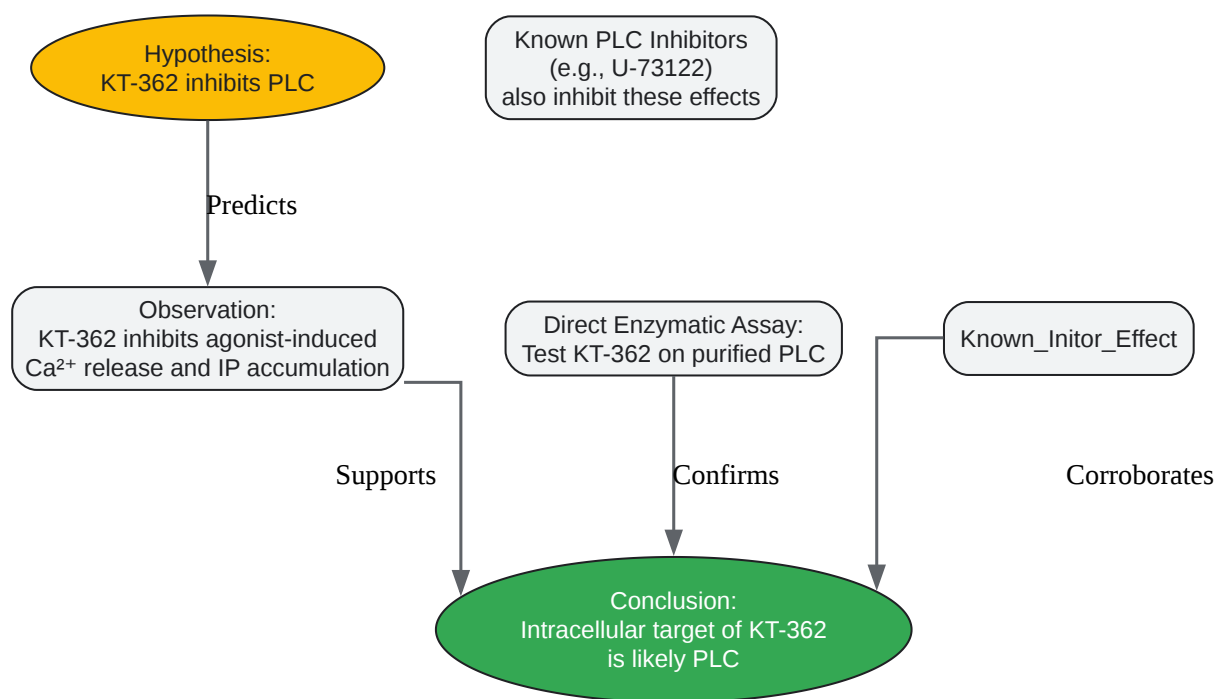 Hypothesis:
KT-362 inhibits PLC
Known PLC Inhibitors
(e.g., U-73122)
also inhibit these effects
Predicts
Observation:
KT-362 inhibits agonist-induced
Ca²⁺ release and IP accumulation
Direct Enzymatic Assay:
Test KT-362 on purified PLC
Known_Initor_Effect
Supports
Confirms
Corroborates
Conclusion:
Intracellular target of KT-362
is likely PLC